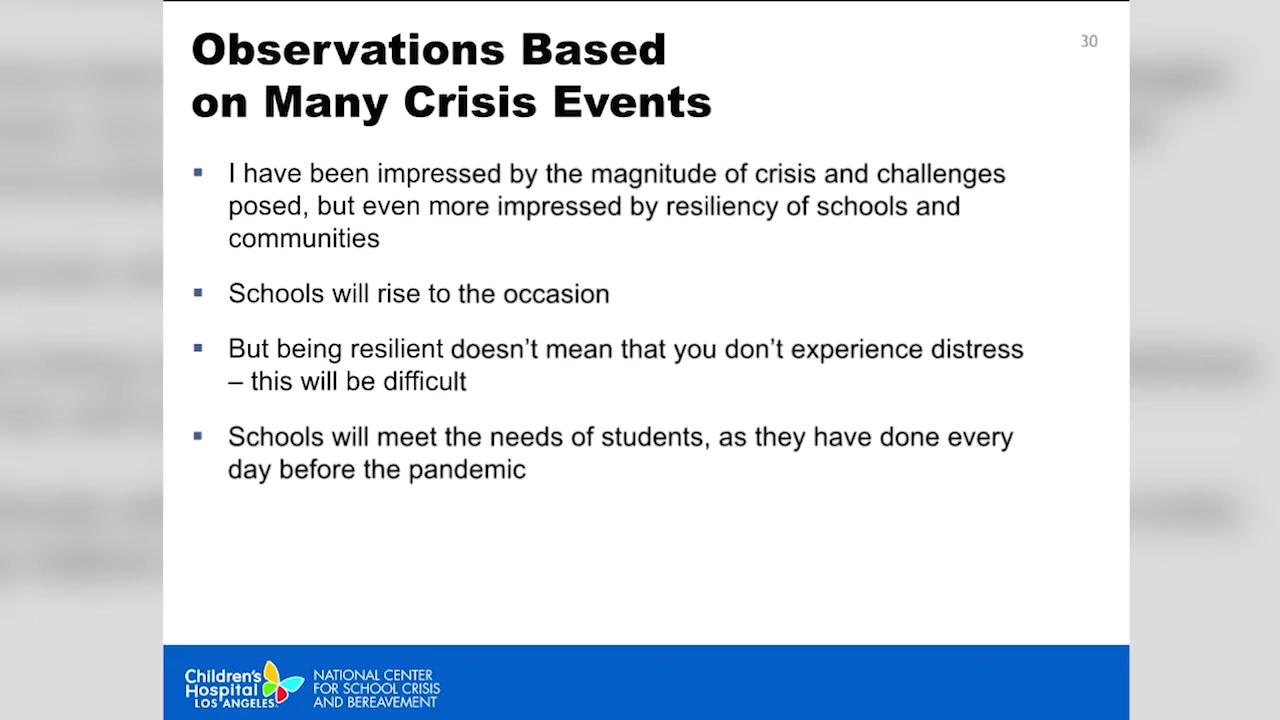 Observations Based
on Many Crisis Events
30
▪ I have been impressed by the magnitude of crisis and challenges
posed, but even more impressed by resiliency of schools and
communities
▪ Schools will rise to the occasion
▪ But being resilient doesn’t mean that you don’t experience distress
– this will be difficult
▪ Schools will meet the needs of students, as they have done every
day before the pandemic
Children's
Hospital
LOS ANGELES
NATIONAL CENTER
FOR SCHOOL CRISIS
AND BEREAVEMENT